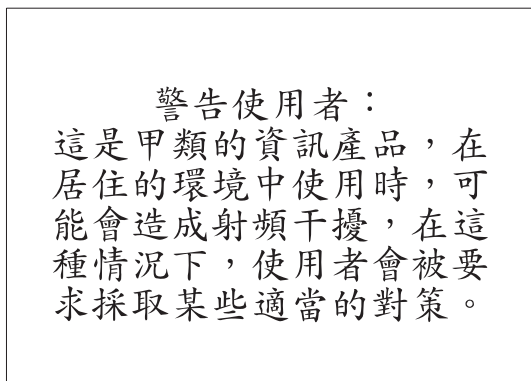 警告使用者：
這是甲類的資訊產品，在
居住的環境中使用時，可
能會造成射頻干擾，在這
種情況下，使用者會被要
求採取某些適當的對策。